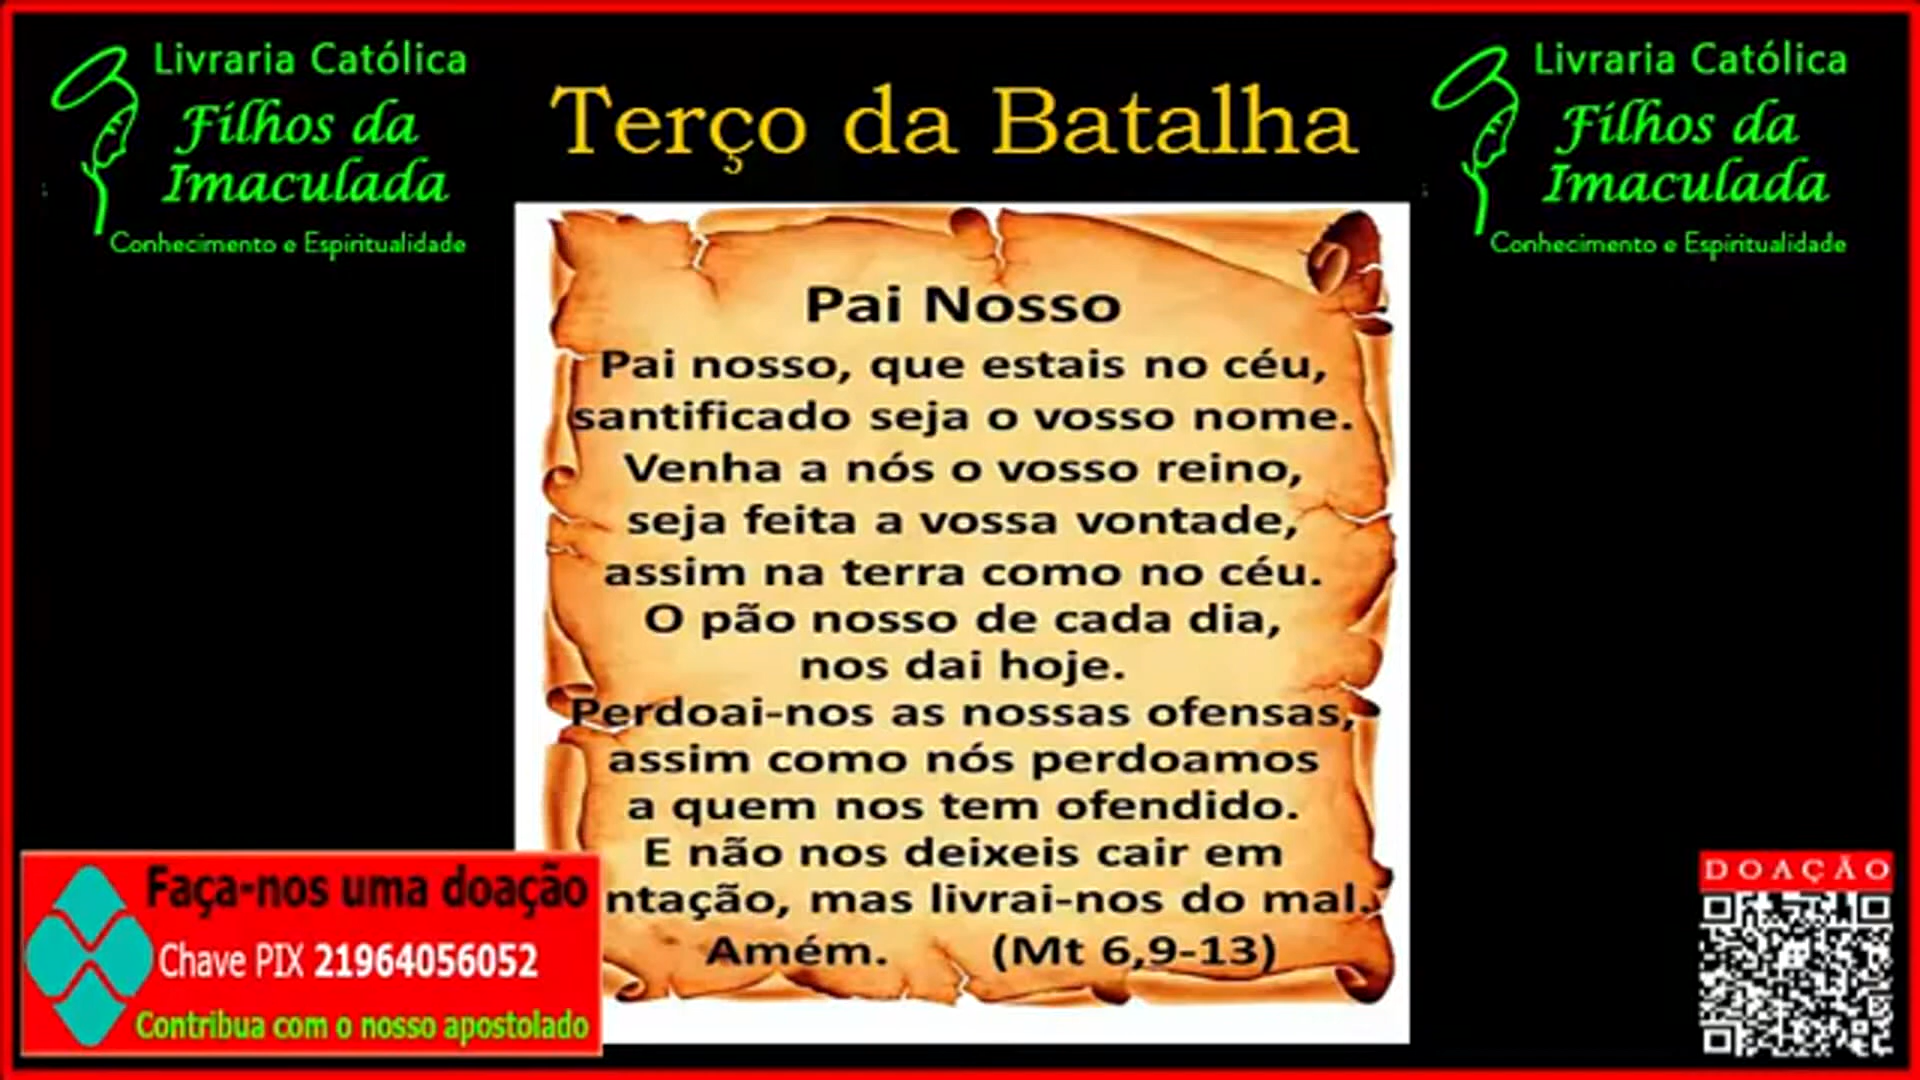 Livraria Católica
Filhos da
Imaculada
Conhecimento e Espiritualidade
Terço da Batalha
Livraria Católica
Filhos da
Imaculada
Conhecimento e Espiritualidade
Pai Nosso
Pai nosso, que estais no céu,
santificado seja o vosso nome.
Venha a nós o vosso reino,
seja feita a vossa vontade,
assim na terra como no céu.
O pão nosso de cada dia,
nos dai hoje.
Perdoai-nos as nossas ofensas,
assim como nós perdoamos
a quem nos tem ofendido.
E não nos deixeis cair em
ntação, mas livrai-nos do mal.
Amém. (Mt 6,9-13)
Faça-nos uma doação
Chave PIX 21964056052
Contribua com o nosso apostolado
DOAÇÃO